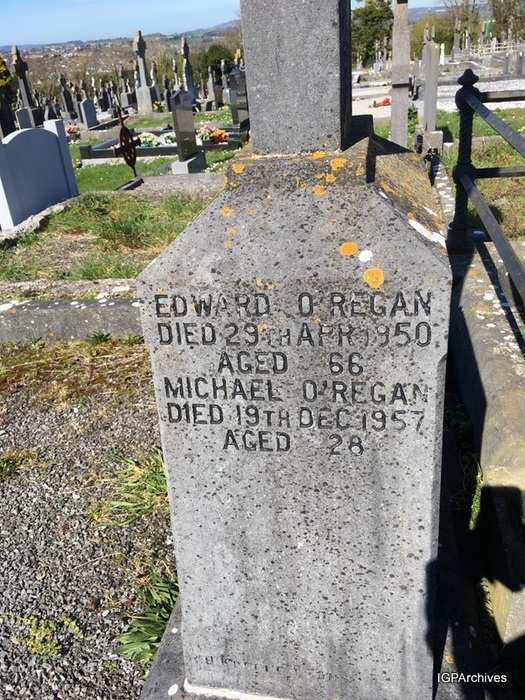 EDWARD O'REGAN
DIED 29TH APR 1950
AGED 66
MICHAEL O'REGAN
DIED 19TH DEC 1957
AGED 28
IGPArchives